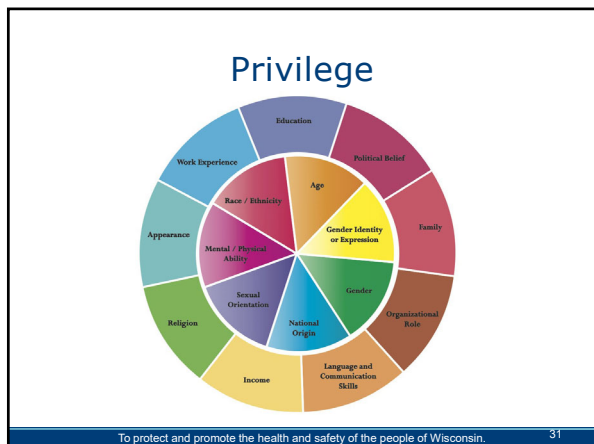 Privilege
Education
Political Belief
Family
Organizational
Role
Language and
Communication
Skills
Income
Religion
Appearance
Work Experience
Age
Gender Identity
or Expression
Gender
National
Origin
Sexual
Orientation
Mental / Physical
Ability
Race / Ethnicity
To protect and promote the health and safety of the people of Wisconsin.
31